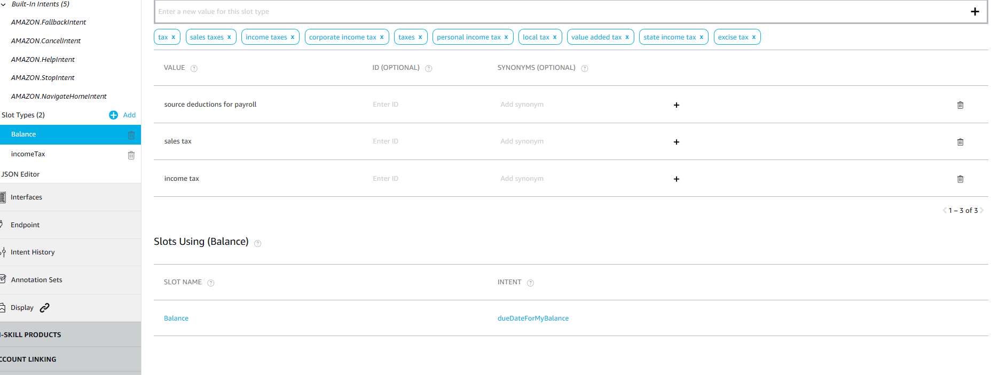 Built-In Intents (5)
AMAZON.FallbackIntent
AMAZON.CancelIntent
AMAZON.HelpIntent
AMAZON.StopIntent
AMAZON.NavigateHomeIntent
Slot Types (2) Add
Balance
incomeTax
JSON Editor
Interfaces
Endpoint
Intent History
Annotation Sets
Display
-SKILL PRODUCTS
CCOUNT LINKING
Enter a new value for this slot type
tax x sales taxes x income taxes x corporate income tax x taxes x personal income tax x local tax x value added tax x state income tax x excise tax x
VALUE ? ID (OPTIONAL) ? SYNONYMS (OPTIONAL) ?
source deductions for payroll Enter ID Add synonym +
sales tax Enter ID Add synonym +
income tax Enter ID Add synonym +
1 – 3 of 3
Slots Using (Balance) ?
SLOT NAME ? INTENT ?
Balance dueDateForMyBalance